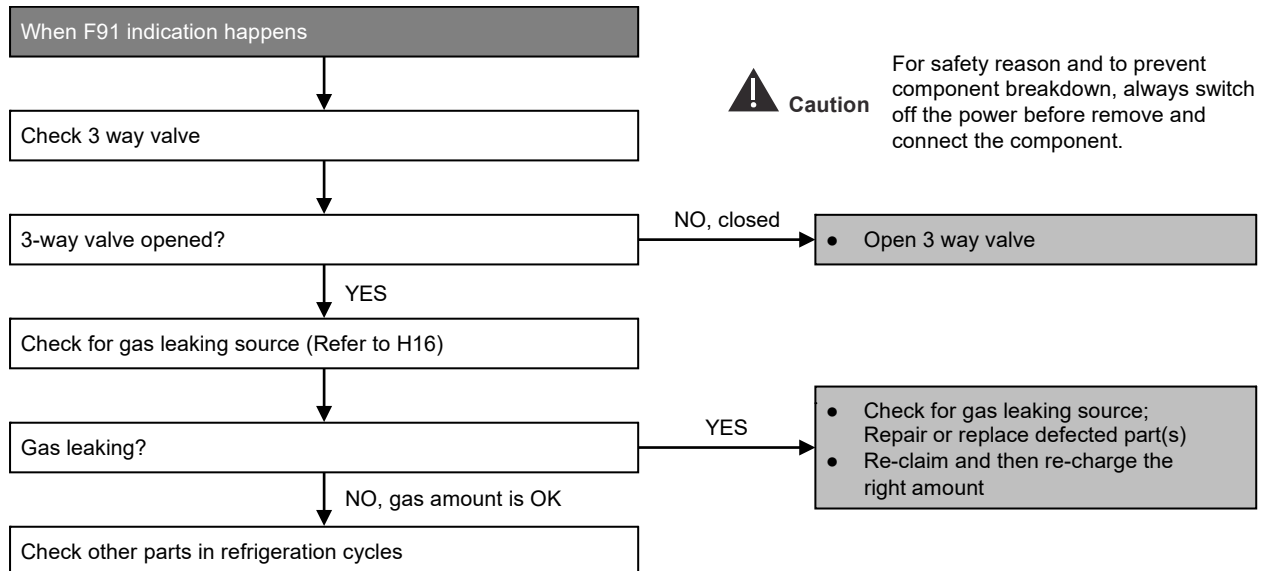 When F91 indication happens
Caution
For safety reason and to prevent
component breakdown, always switch
off the power before remove and
connect the component.
Check 3 way valve
3-way valve opened?
NO, closed
● Open 3 way valve
YES
Check for gas leaking source (Refer to H16)
Gas leaking?
YES
● Check for gas leaking source;
Repair or replace defected part(s)
● Re-claim and then re-charge the
right amount
NO, gas amount is OK
Check other parts in refrigeration cycles